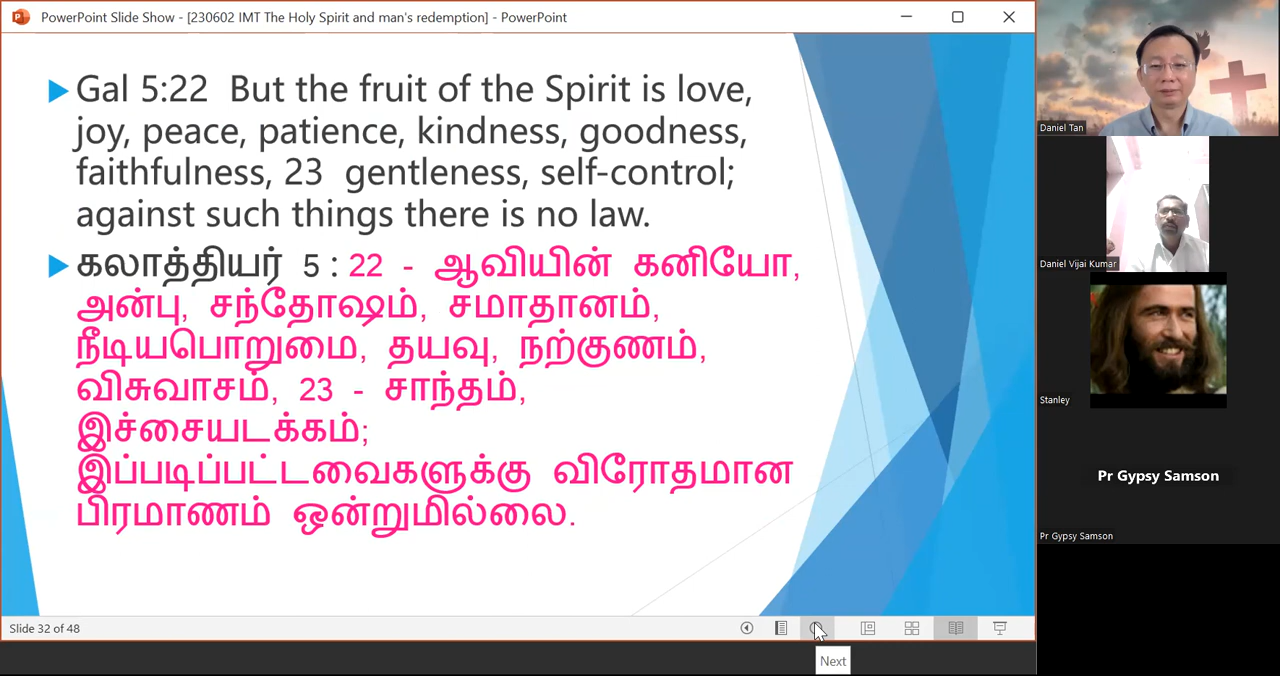 PowerPoint Slide Show - [230602 IMT The Holy Spirit and man's redemption] - PowerPoint
Gal 5:22 But the fruit of the Spirit is love,
joy, peace, patience, kindness, goodness,
faithfulness, 23 gentleness, self-control;
against such things there is no law.
கலாத்தியர் 5 : 22 - ஆவியின் கனியோ,
அன்பு, சந்தோஷம், சமாதானம்,
நீடியபொறுமை, தயவு, நற்குணம்,
விசுவாசம், 23 - சாந்தம்,
இச்சையடக்கம்;
இப்படிப்பட்டவைகளுக்கு விரோதமான
பிரமாணம் ஒன்றுமில்லை.
Slide 32 of 48
Next
Daniel Tan
Daniel Vijai Kumar
Stanley
Pr Gypsy Samson
Pr Gypsy Samson